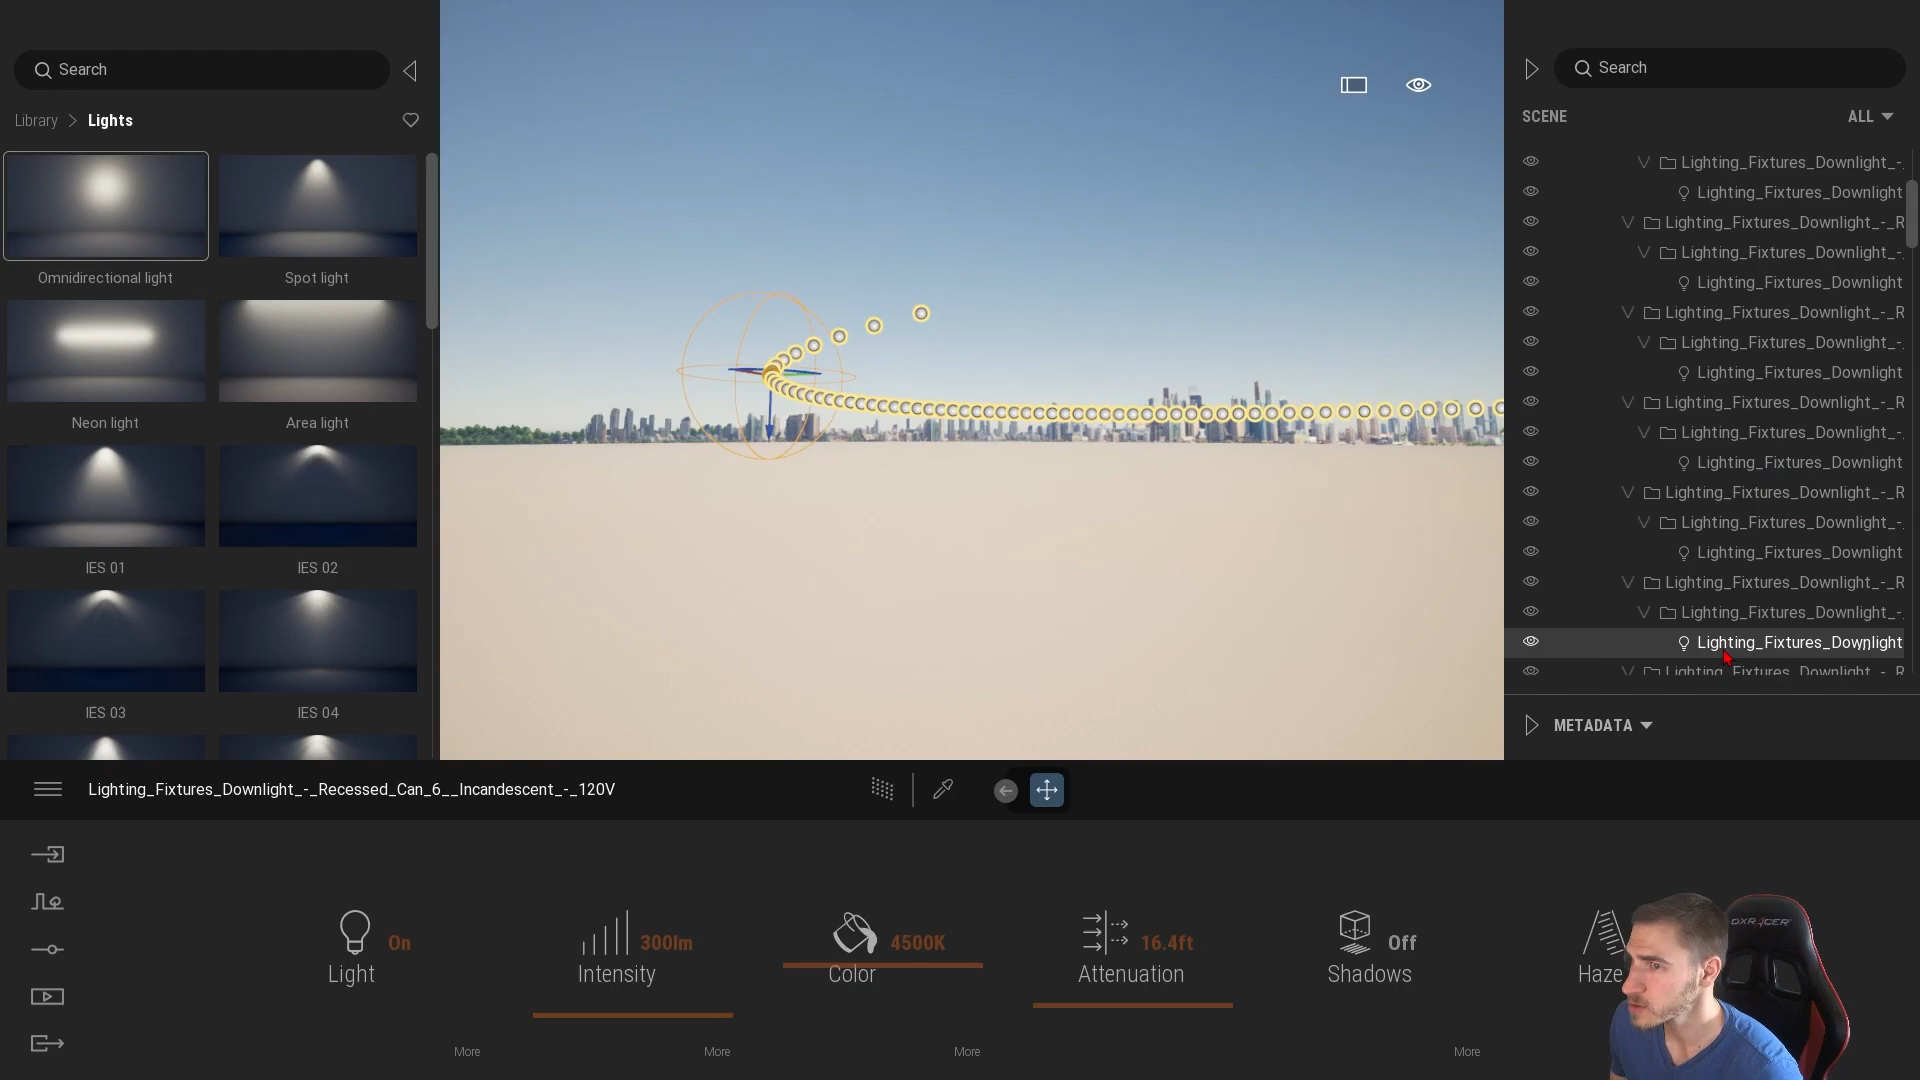 Search
Library
Lights
Omnidirectional light
Spot light
Neon light
Area light
IES 01
IES 02
IES 03
IES 04
Search
SCENE
ALL
Lighting_Fixtures_Downlight_-_
Lighting_Fixtures_Downlight
Lighting_Fixtures_Downlight_-_R
Lighting_Fixtures_Downlight_-_
Lighting_Fixtures_Downlight
Lighting_Fixtures_Downlight_-_R
Lighting_Fixtures_Downlight_-_
Lighting_Fixtures_Downlight
Lighting_Fixtures_Downlight_-_R
Lighting_Fixtures_Downlight_-_
Lighting_Fixtures_Downlight
Lighting_Fixtures_Downlight_-_R
Lighting_Fixtures_Downlight_-_
Lighting_Fixtures_Downlight
Lighting_Fixtures_Downlight_-_R
Lighting_Fixtures_Downlight_-_
Lighting_Fixtures_Downlight
Lighting_Fixtures_Downlight_-_R
METADATA
Lighting_Fixtures_Downlight_-_Recessed_Can_6__Incandescent_-_120V
On
Light
300lm
Intensity
4500K
Color
16.4ft
Attenuation
Off
Shadows
Haze
More
More
More
More
DXRACER